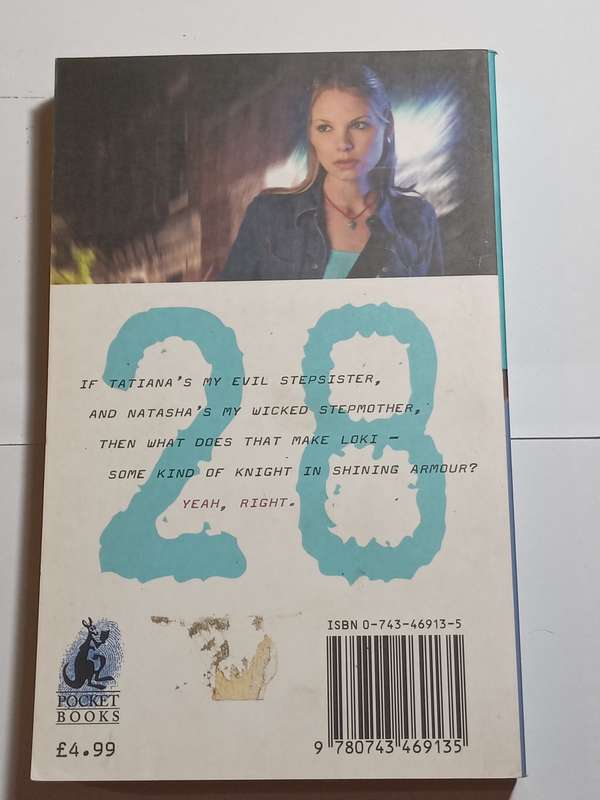 28
IF TATIANA'S MY EVIL STEPSISTER,
AND NATASHA'S MY WICKED STEPMOTHER,
THEN WHAT DOES THAT MAKE LOKI –
SOME KIND OF KNIGHT IN SHINING ARMOUR?
YEAH, RIGHT.
ISBN 0-743-46913-5
POCKET
BOOKS
£4.99
9 780743 469135